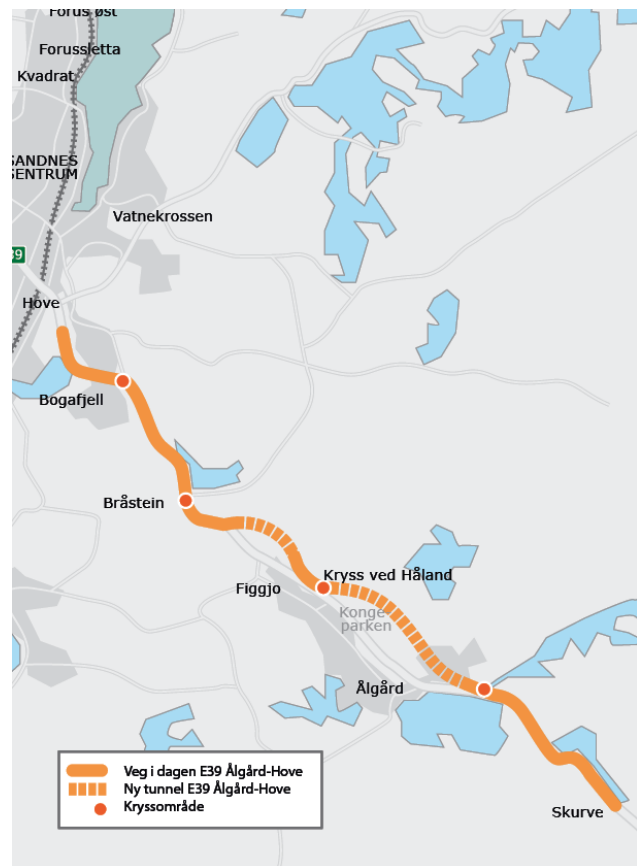 Forus øst
Forussletta
Kvadrat
SANDNES
SENTRUM
Vatnekrossen
39
Hove
Bogafjell
Bråstein
Kryss ved Håland
Figgjo
Konge
parken
Ålgård
Skurve
Veg i dagen E39 Ålgård-Hove
Ny tunnel E39 Ålgård-Hove
Kryssområde